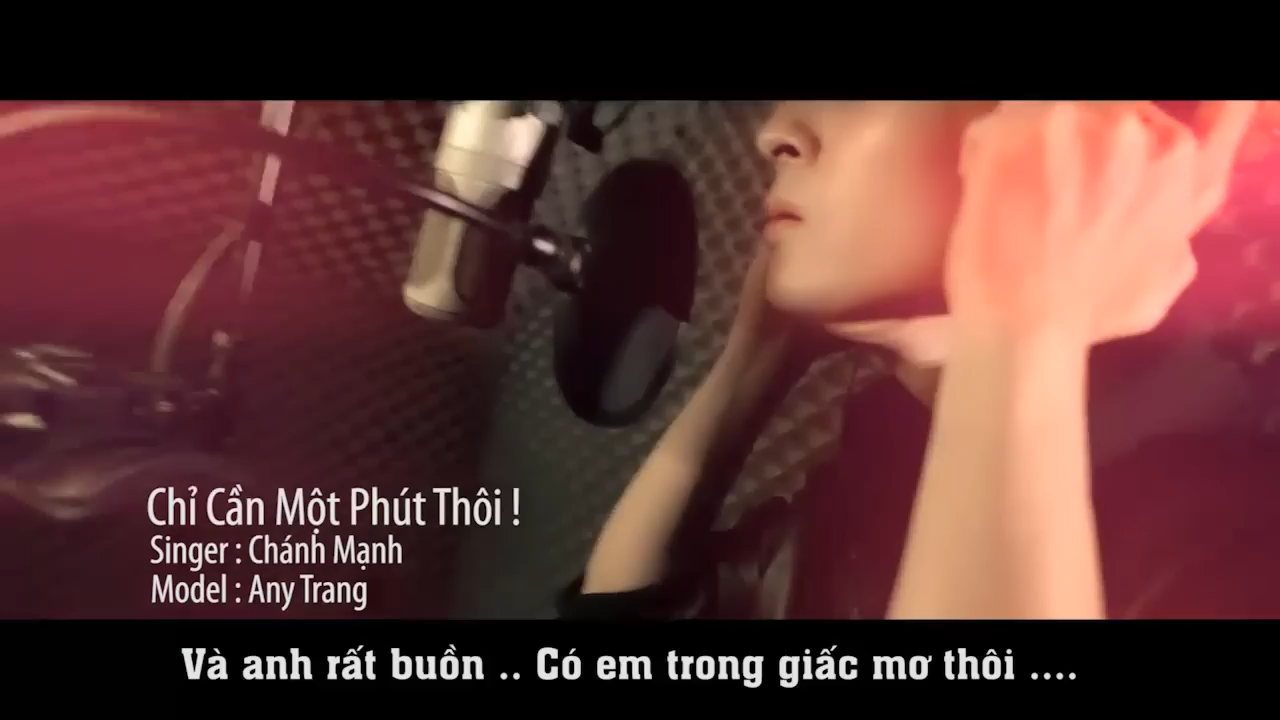 Chỉ Cần Một Phút Thôi !
Singer : Chánh Mạnh
Model : Any Trang
Và anh rất buồn .. Có em trong giấc mơ thôi ....